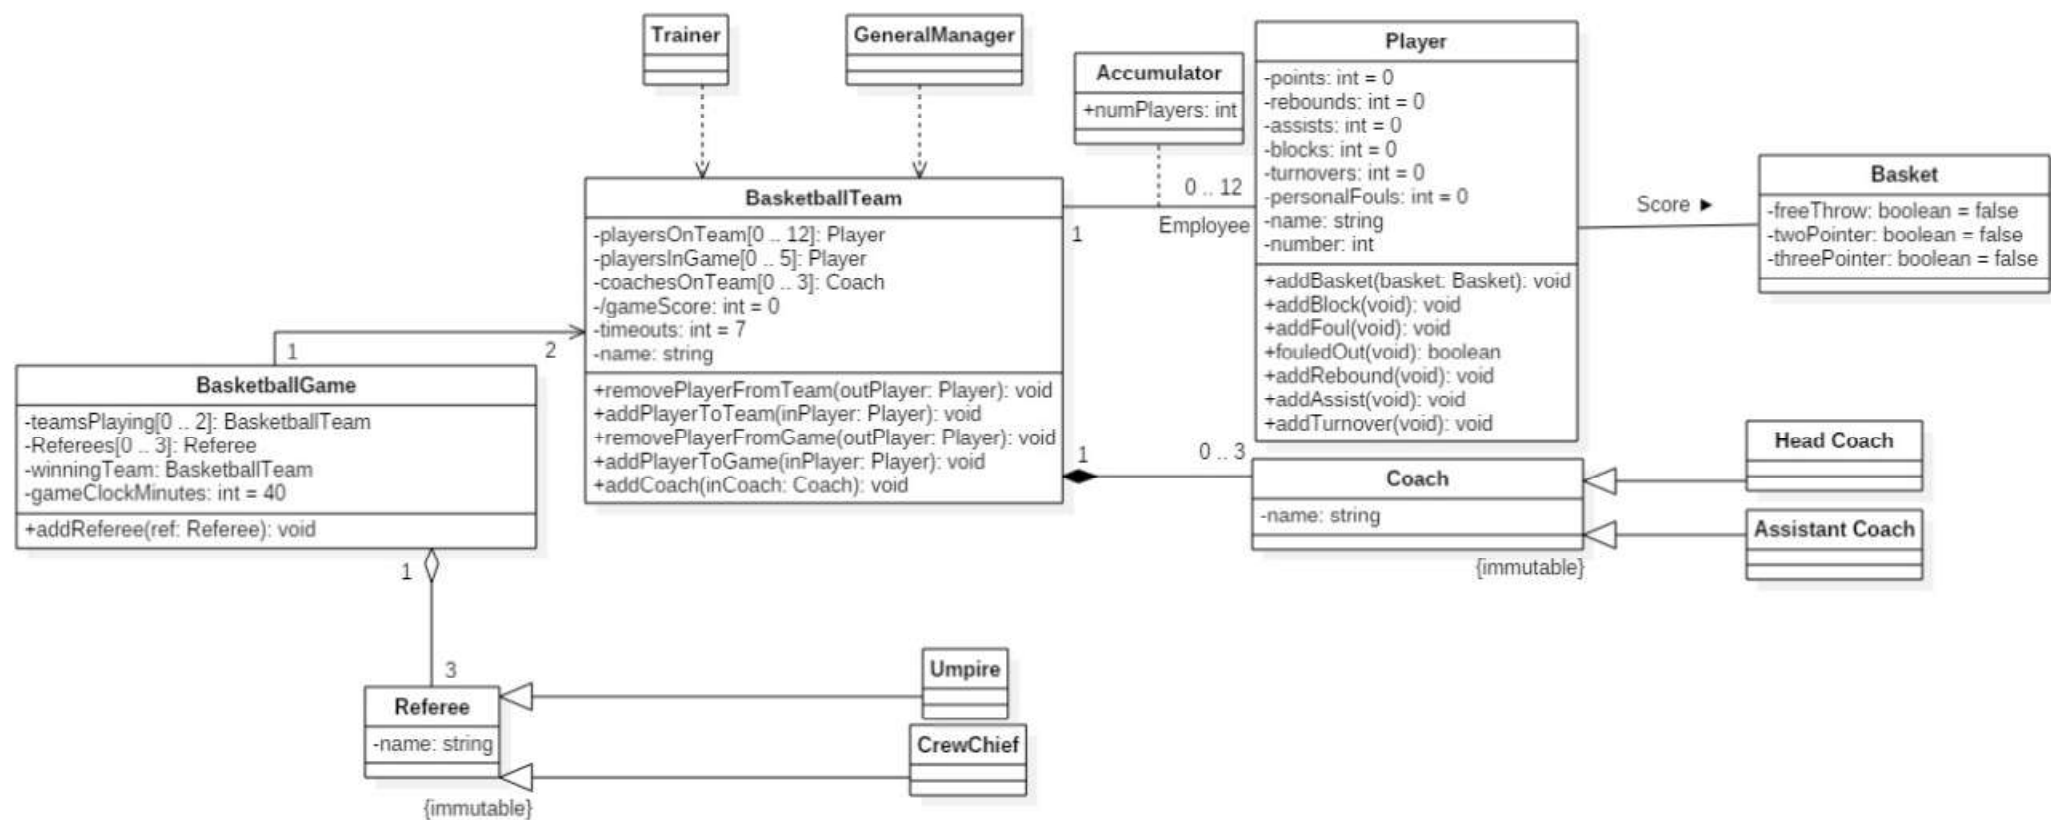 Trainer
GeneralManager
Accumulator
+numPlayers: int
Player
-points: int = 0
-rebounds: int = 0
-assists: int = 0
-blocks: int = 0
-turnovers: int = 0
-personalFouls: int = 0
-name: string
-number: int
+addBasket(basket: Basket): void
+addBlock(void): void
+addFoul(void): void
+fouledOut(void): boolean
+addRebound(void): void
+addAssist(void): void
+addTurnover(void): void
Score ►
Basket
-freeThrow: boolean = false
-twoPointer: boolean = false
-threePointer: boolean = false
BasketballTeam
-playersOnTeam[0 .. 12]: Player
-playersInGame[0 .. 5]: Player
-coachesOnTeam[0 .. 3]: Coach
-/gameScore: int = 0
-timeouts: int = 7
-name: string
+removePlayerFromTeam(outPlayer: Player): void
+addPlayerToTeam(inPlayer: Player): void
+removePlayerFromGame(outPlayer: Player): void
+addPlayerToGame(inPlayer: Player): void
+addCoach(inCoach: Coach): void
0 .. 12
1
Employee
1
2
BasketballGame
-teamsPlaying[0 .. 2]: BasketballTeam
-Referees[0 .. 3]: Referee
-winningTeam: BasketballTeam
-gameClockMinutes: int = 40
+addReferee(ref: Referee): void
1
0 .. 3
Coach
-name: string
{immutable}
Head Coach
Assistant Coach
1
3
Referee
-name: string
{immutable}
Umpire
CrewChief